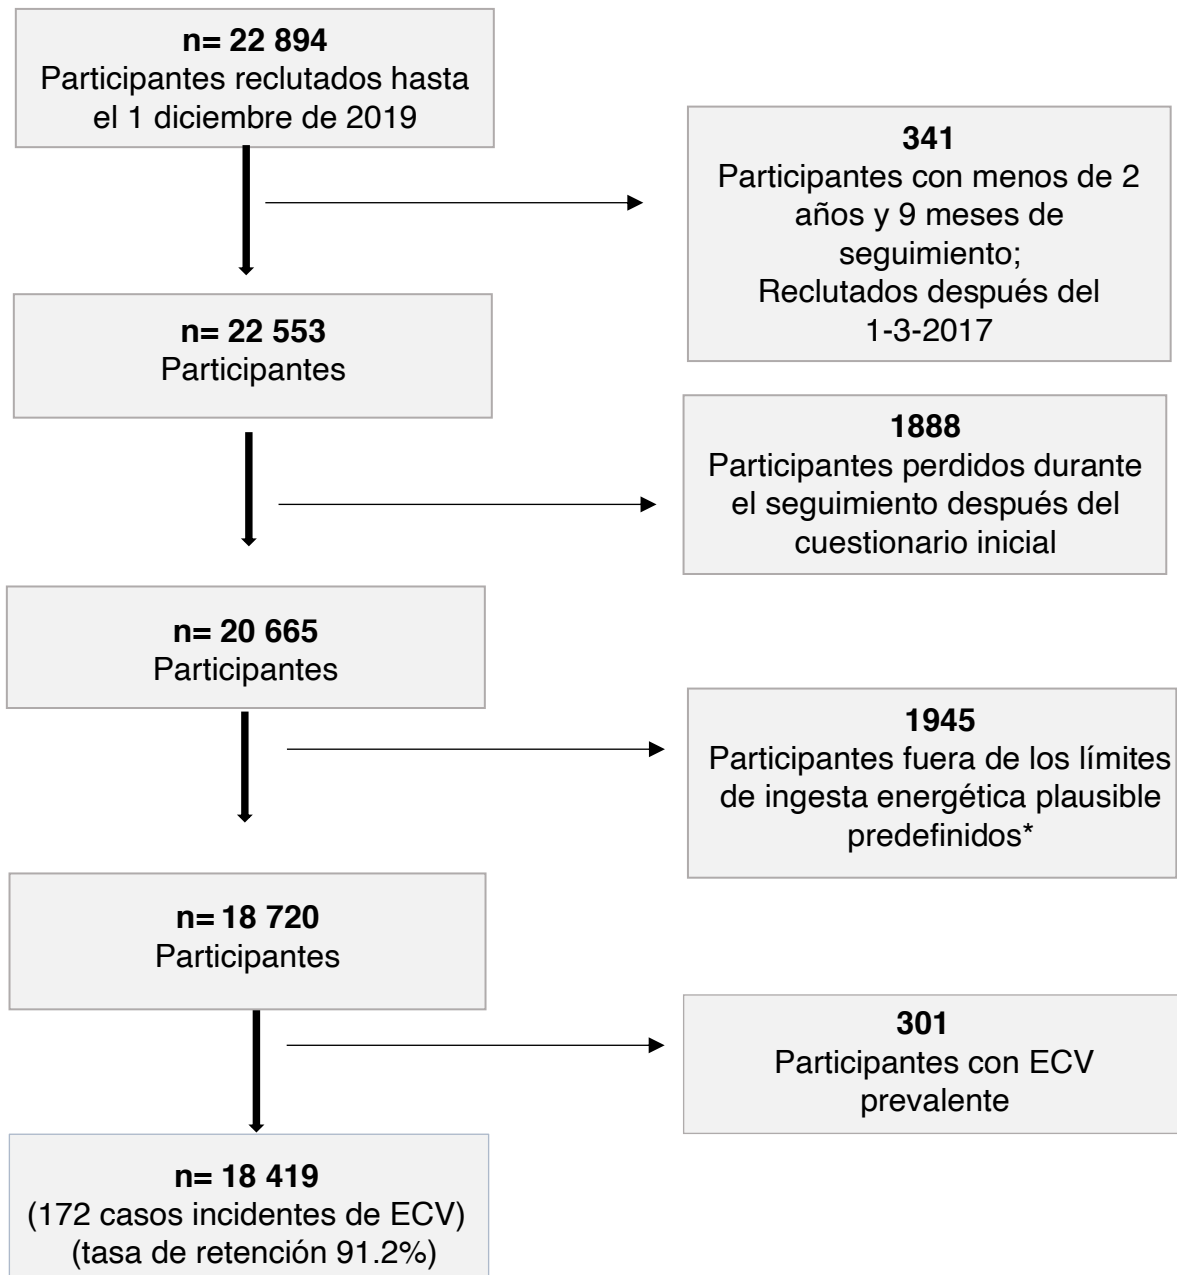 n= 22 894
Participantes reclutados hasta
el 1 diciembre de 2019
341
Participantes con menos de 2
años y 9 meses de
seguimiento;
Reclutados después del
1-3-2017
n= 22 553
Participantes
1888
Participantes perdidos durante
el seguimiento después del
cuestionario inicial
n= 20 665
Participantes
1945
Participantes fuera de los límites
de ingesta energética plausible
predefinidos*
n= 18 720
Participantes
301
Participantes con ECV
prevalente
n= 18 419
(172 casos incidentes de ECV)
(tasa de retención 91.2%)